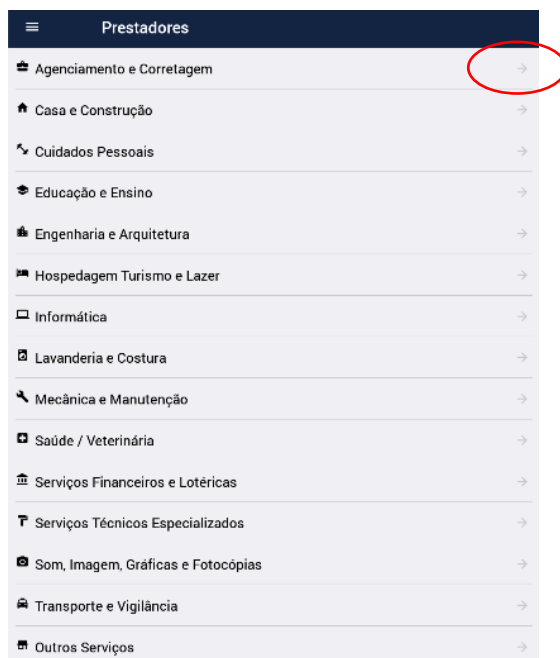 Prestadores
Agenciamento e Corretagem
Casa e Construção
Cuidados Pessoais
Educação e Ensino
Engenharia e Arquitetura
Hospedagem Turismo e Lazer
Informática
Lavanderia e Costura
Mecânica e Manutenção
Saúde / Veterinária
Serviços Financeiros e Lotéricas
Serviços Técnicos Especializados
Som, Imagem, Gráficas e Fotocópias
Transporte e Vigilância
Outros Serviços